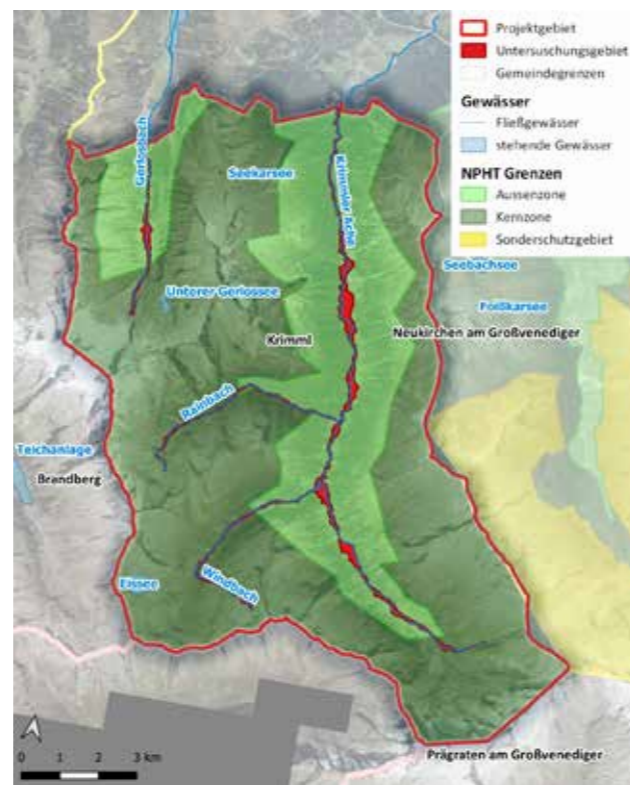 Projektgebiet
Untersuschungsgebiet
Gemeindegrenzen
Gewässer
Fließgewässer
stehende Gewässer
NPHT Grenzen
Aussenzone
Kernzone
Sonderschutzgebiet
Gerlosbach
Seekarsee
Krimmler Ache
Seebachsee
Unterer Gerlossee
Foißkarsee
Krimml
Neukirchen am Großvenediger
Rainbach
Teichanlage
Brandberg
Eissee
Windbach
0 1 2 3 km
Prägraten am Großvenediger